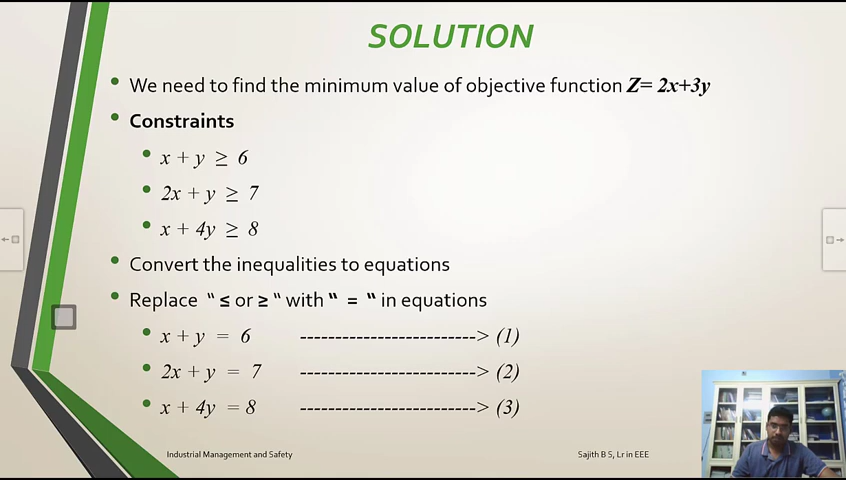 SOLUTION
We need to find the minimum value of objective function Z= 2x+3y
Constraints
x + y ≥ 6
2x + y ≥ 7
x + 4y ≥ 8
Convert the inequalities to equations
Replace “ ≤ or ≥ “ with “ = “ in equations
x + y = 6 -------------------------> (1)
2x + y = 7 -------------------------> (2)
x + 4y = 8 -------------------------> (3)
Industrial Management and Safety Sajith B S, Lr in EEE